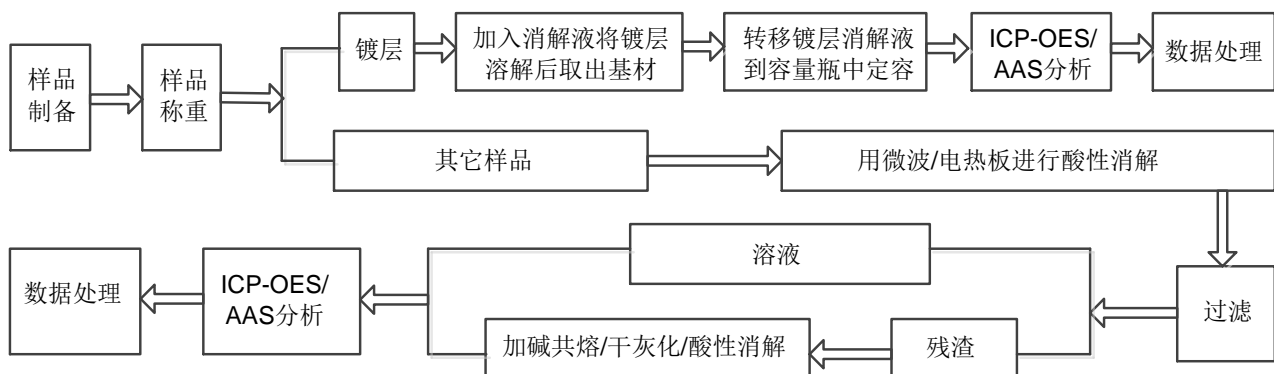 样品
制备
样品
称重
镀层
加入消解液将镀层
溶解后取出基材
转移镀层消解液
到容量瓶中定容
ICP-OES/
AAS分析
数据处理
其它样品
用微波/电热板进行酸性消解
过滤
溶液
残渣
加碱共熔/干灰化/酸性消解
ICP-OES/
AAS分析
数据处理